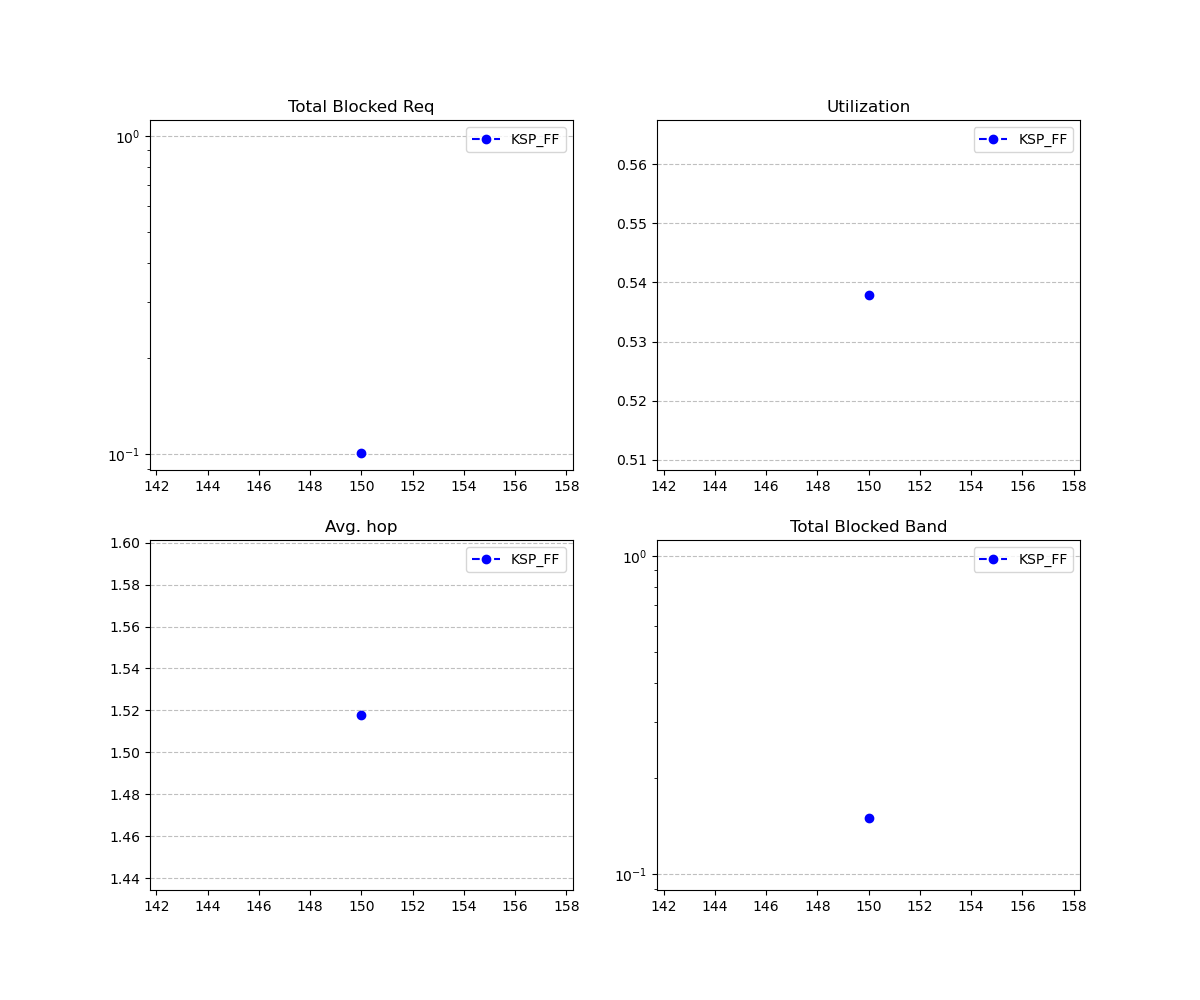 Total Blocked Req
KSP_FF
10⁰
10⁻¹
142 144 146 148 150 152 154 156 158
Utilization
KSP_FF
0.56
0.55
0.54
0.53
0.52
0.51
142 144 146 148 150 152 154 156 158
Avg. hop
KSP_FF
1.60
1.58
1.56
1.54
1.52
1.50
1.48
1.46
1.44
142 144 146 148 150 152 154 156 158
Total Blocked Band
KSP_FF
10⁰
10⁻¹
142 144 146 148 150 152 154 156 158